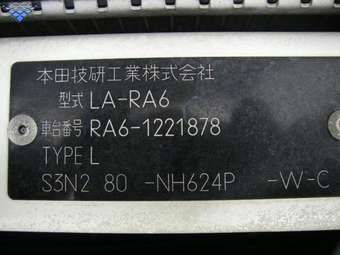 本田技研工業株式会社
型式 LA-RA6
車台番号 RA6-1221878
TYPE L
S3N2 80 -NH624P -W-C